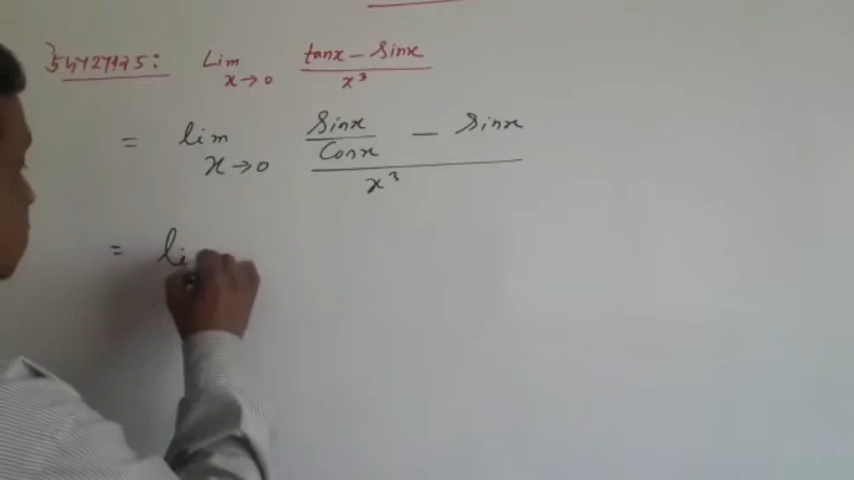 Lim x→0 (tanx − Sinx) / x³
= lim x→0 (Sinx/Cosx − Sinx) / x³
= li